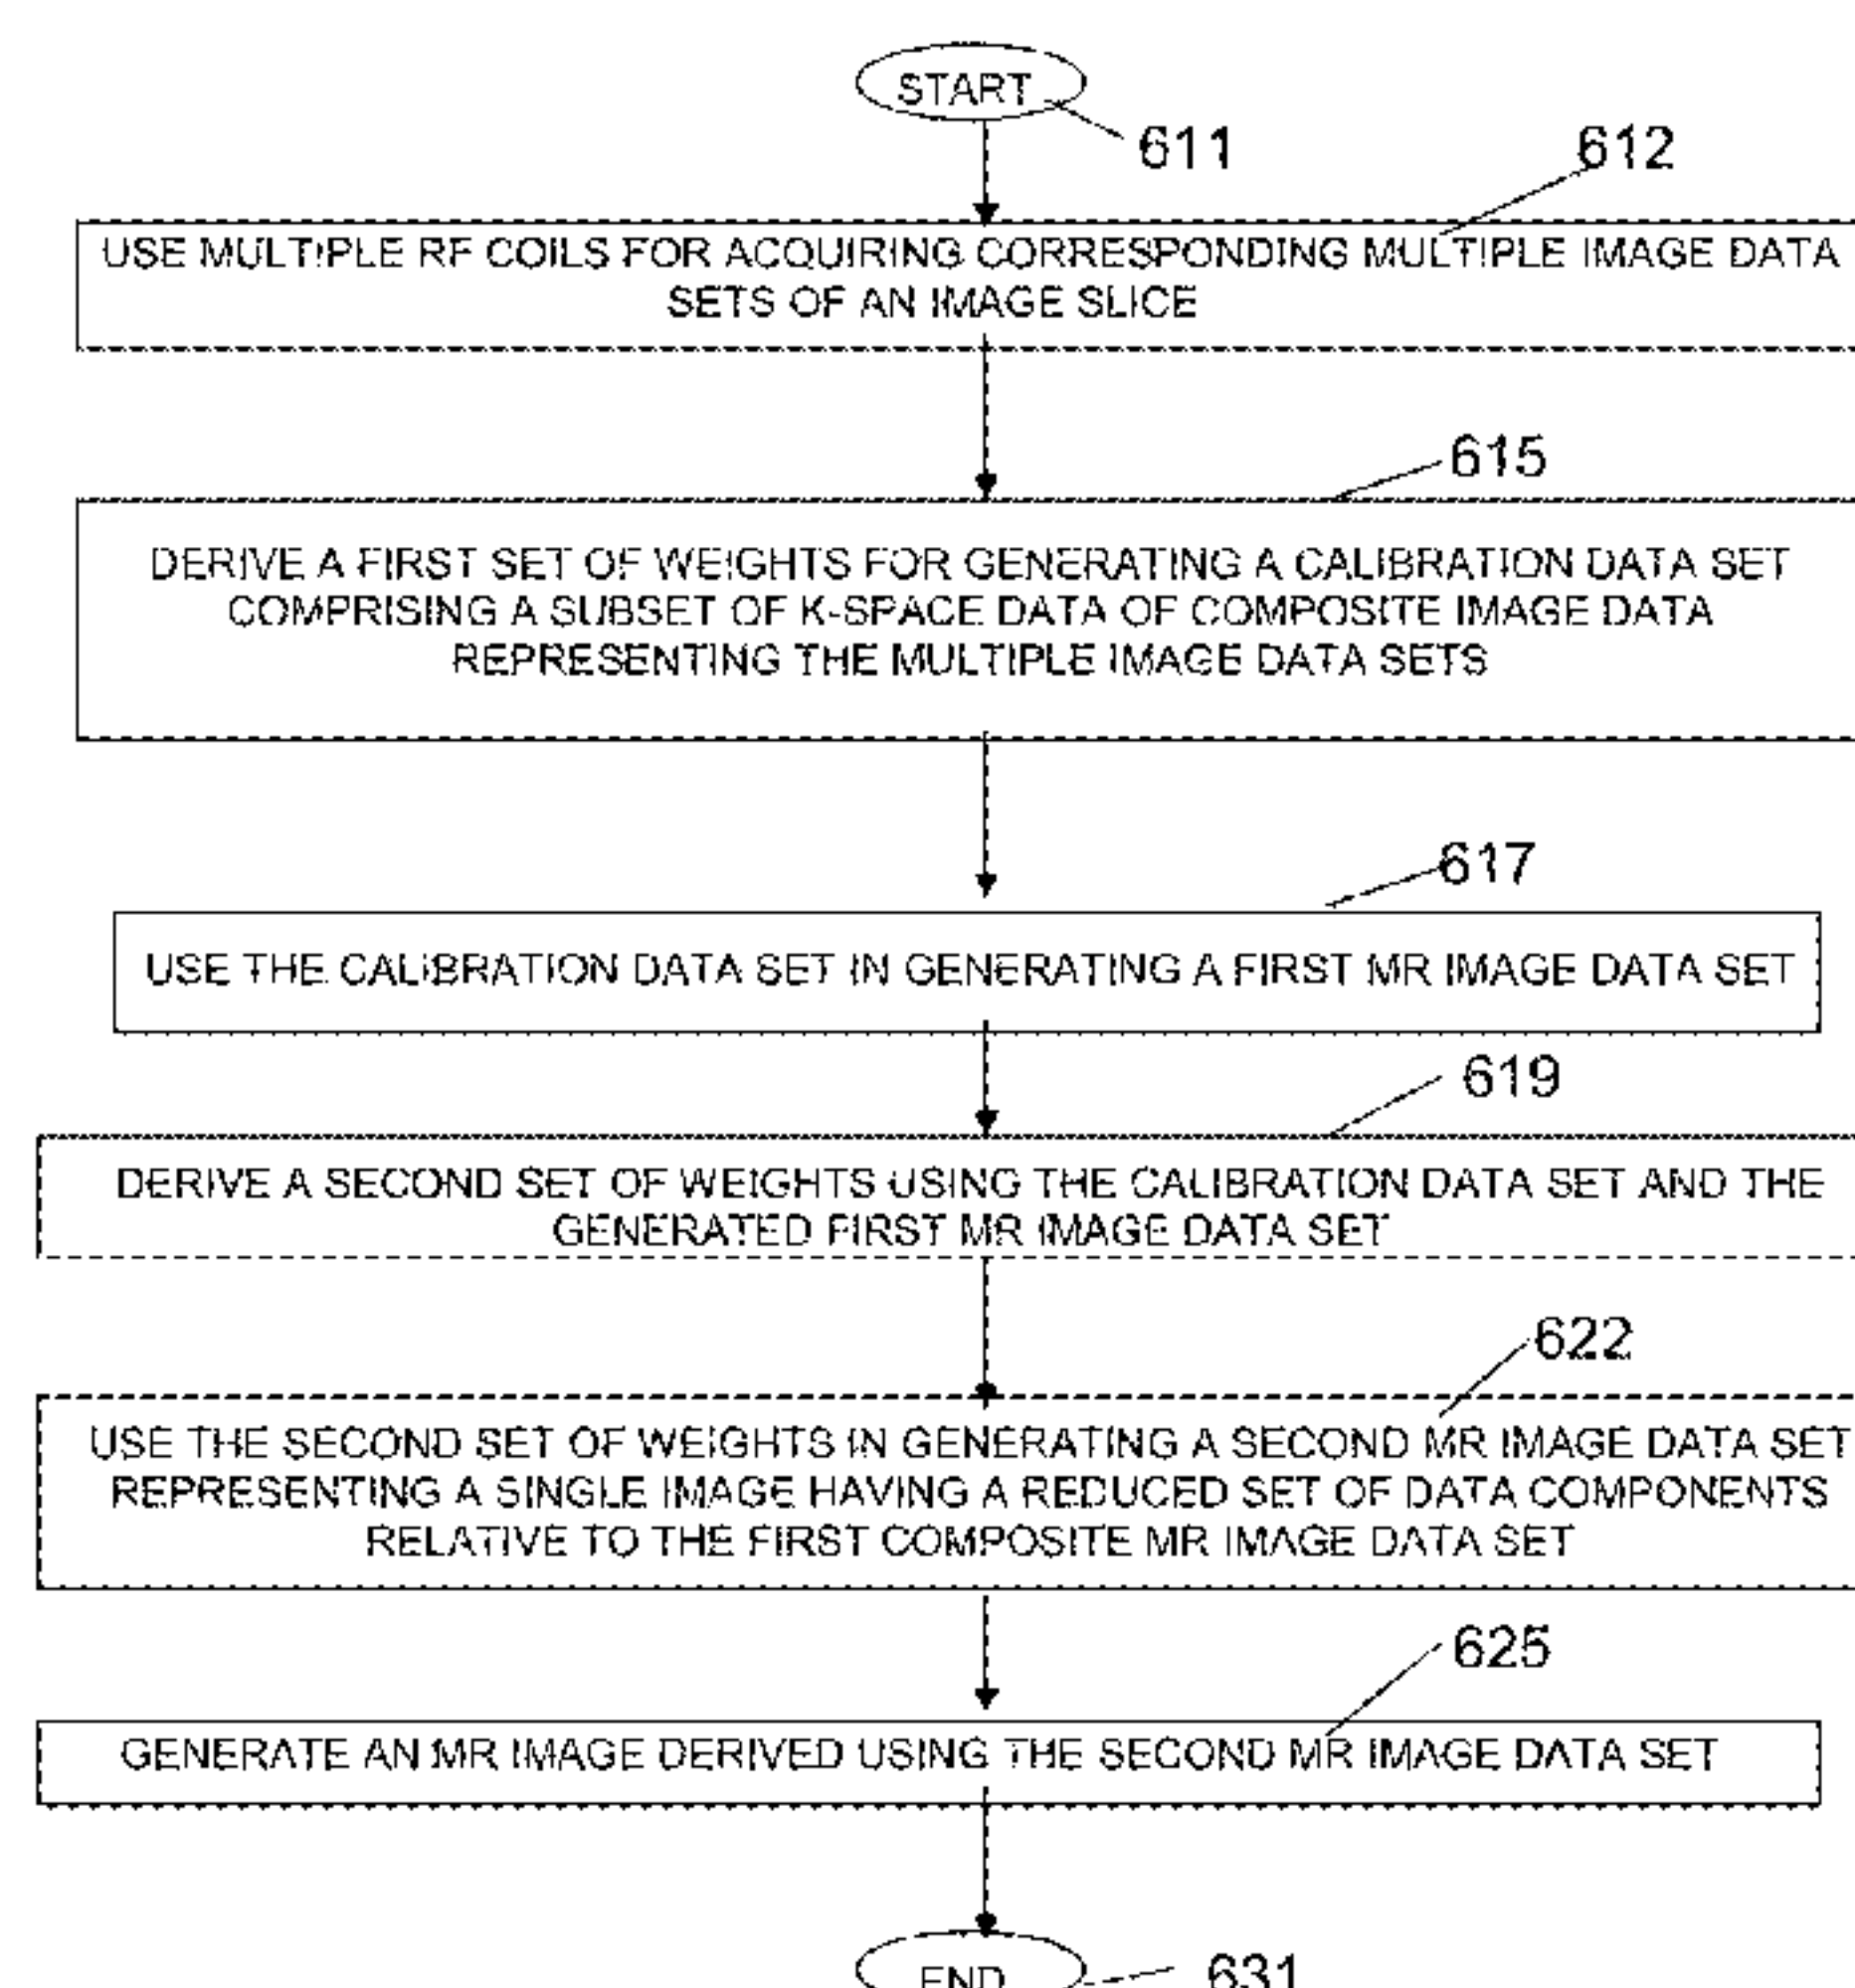 START
611
612
USE MULTIPLE RF COILS FOR ACQUIRING CORRESPONDING MULTIPLE IMAGE DATA
SETS OF AN IMAGE SLICE
615
DERIVE A FIRST SET OF WEIGHTS FOR GENERATING A CALIBRATION DATA SET
COMPRISING A SUBSET OF K-SPACE DATA OF COMPOSITE IMAGE DATA
REPRESENTING THE MULTIPLE IMAGE DATA SETS
617
USE THE CALIBRATION DATA SET IN GENERATING A FIRST MR IMAGE DATA SET
619
DERIVE A SECOND SET OF WEIGHTS USING THE CALIBRATION DATA SET AND THE
GENERATED FIRST MR IMAGE DATA SET
622
USE THE SECOND SET OF WEIGHTS IN GENERATING A SECOND MR IMAGE DATA SET
REPRESENTING A SINGLE IMAGE HAVING A REDUCED SET OF DATA COMPONENTS
RELATIVE TO THE FIRST COMPOSITE MR IMAGE DATA SET
625
GENERATE AN MR IMAGE DERIVED USING THE SECOND MR IMAGE DATA SET
END
631